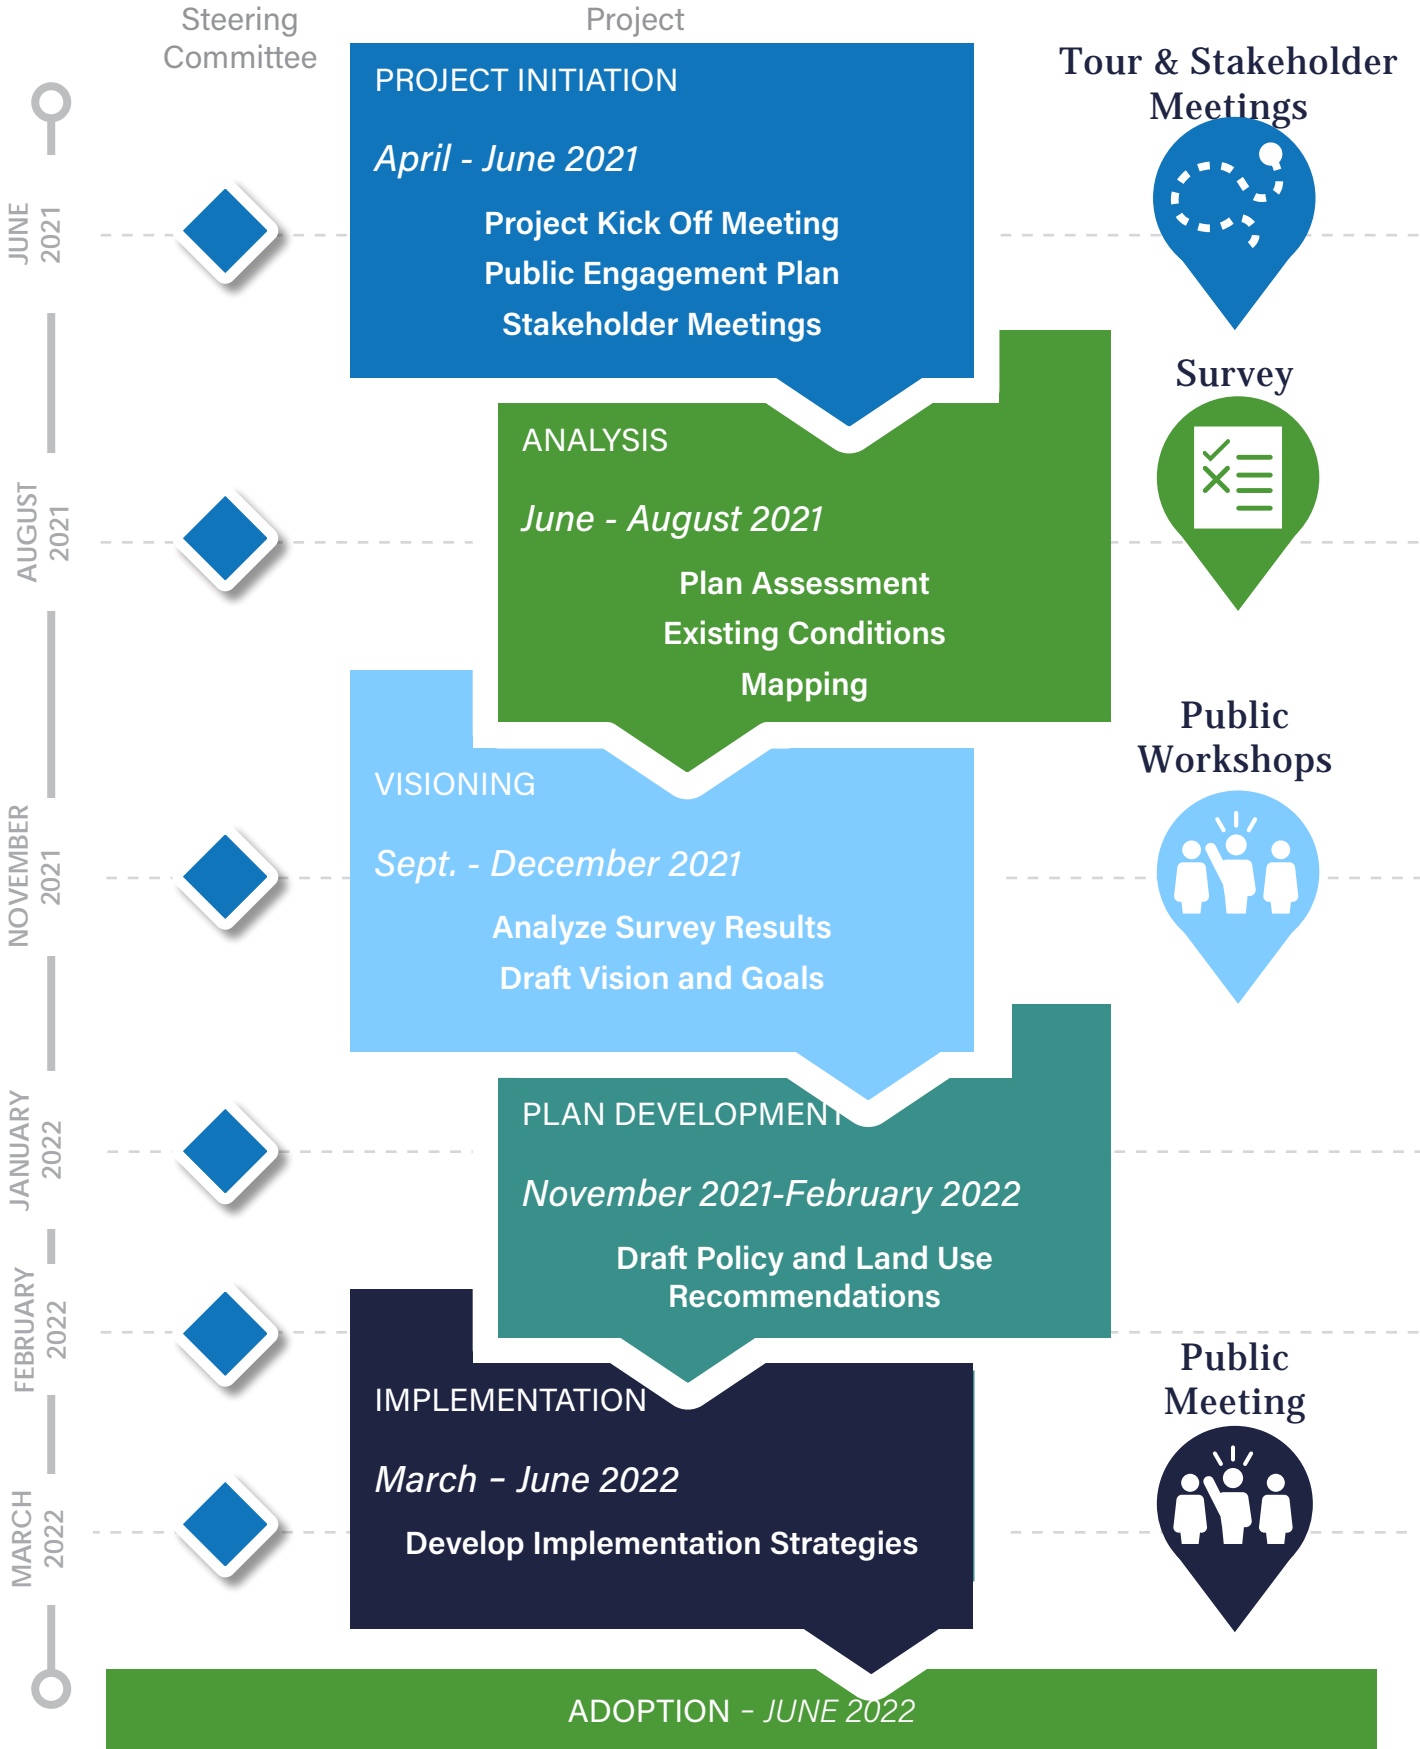 Steering
Committee
Project
PROJECT INITIATION
April - June 2021
Project Kick Off Meeting
Public Engagement Plan
Stakeholder Meetings
Tour & Stakeholder
Meetings
JUNE
2021
ANALYSIS
June - August 2021
Plan Assessment
Existing Conditions
Mapping
Survey
AUGUST
2021
VISIONING
Sept. - December 2021
Analyze Survey Results
Draft Vision and Goals
Public
Workshops
NOVEMBER
2021
PLAN DEVELOPMENT
November 2021-February 2022
Draft Policy and Land Use
Recommendations
JANUARY
2022
FEBRUARY
2022
IMPLEMENTATION
March – June 2022
Develop Implementation Strategies
Public
Meeting
MARCH
2022
ADOPTION – JUNE 2022